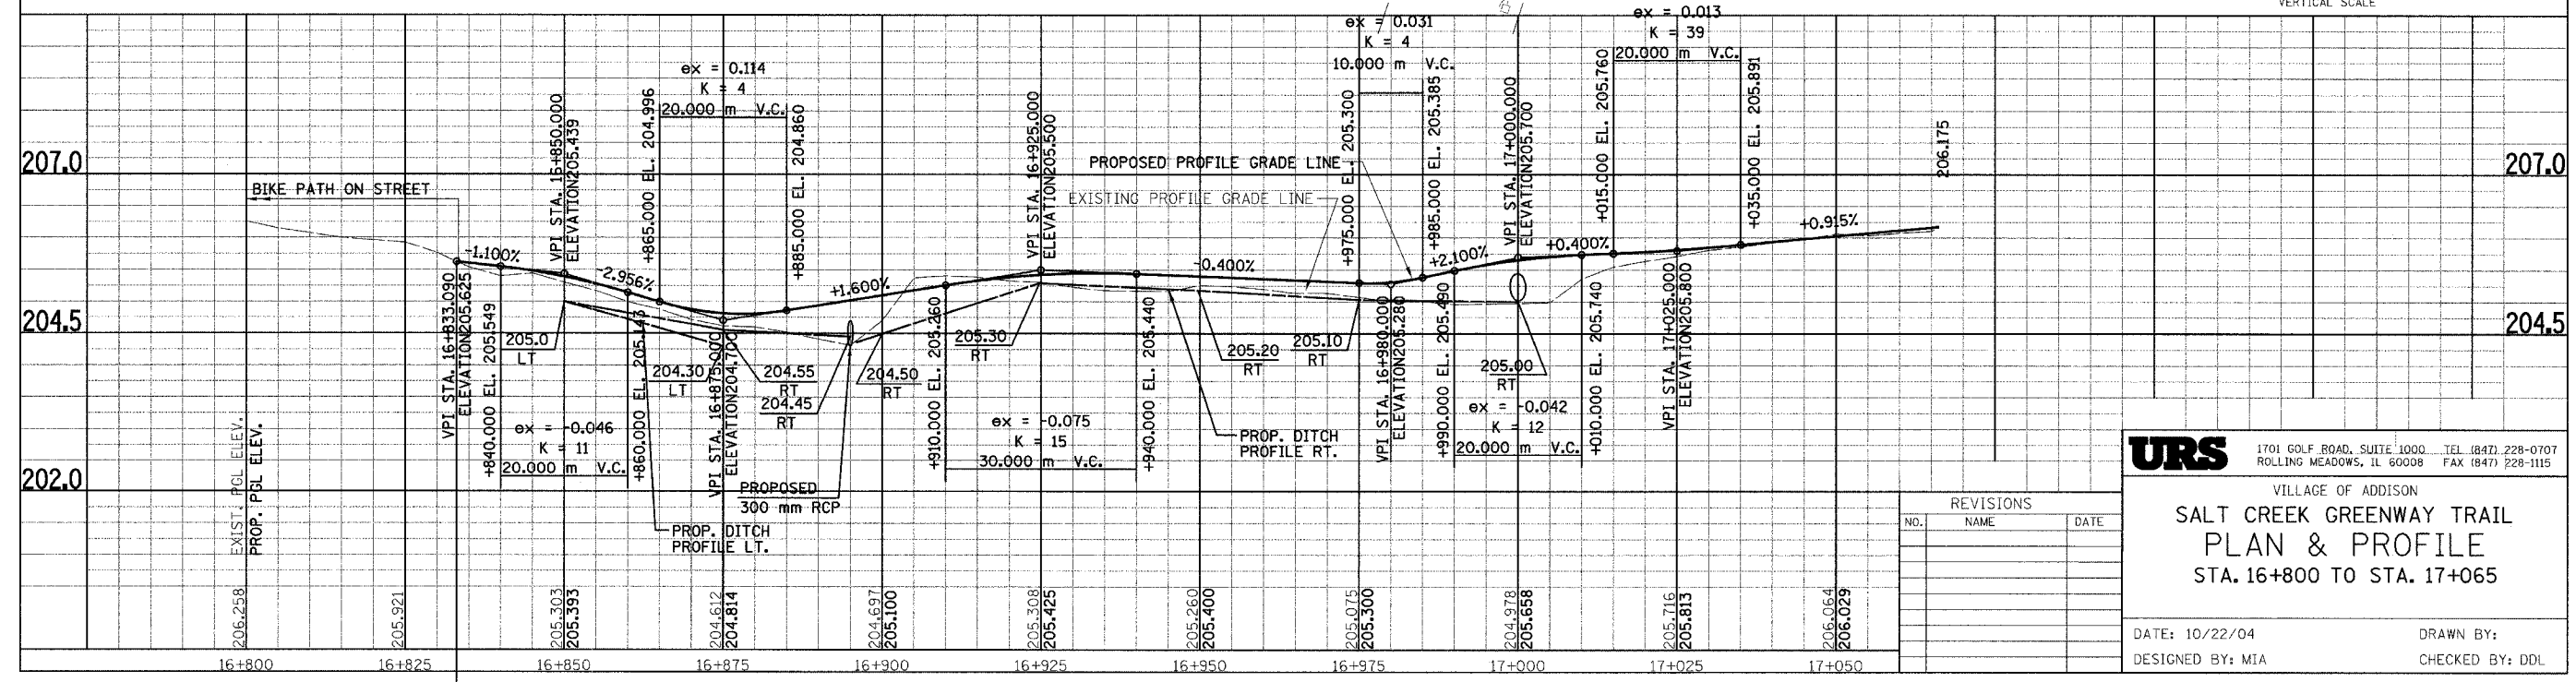 VERTICAL SCALE
ex = 0.031
K = 4
10.000 m V.C.
ex = 0.013
K = 39
20.000 m V.C.
ex = 0.114
K = 4
20.000 m V.C.
207.0
207.0
204.5
204.5
202.0
BIKE PATH ON STREET
VPI STA. 16+833.090
ELEVATION205.625
-1.100%
+840.000 EL. 205.549
VPI STA. 16+850.000
ELEVATION205.439
-2.956%
+860.000 EL. 205.143
+865.000 EL. 204.996
VPI STA. 16+875.000
ELEVATION204.700
+885.000 EL. 204.860
+1.600%
+910.000 EL. 205.260
VPI STA. 16+925.000
ELEVATION205.500
+940.000 EL. 205.440
-0.400%
PROPOSED PROFILE GRADE LINE
EXISTING PROFILE GRADE LINE
+975.000 EL. 205.300
VPI STA. 16+980.000
ELEVATION205.280
+985.000 EL. 205.385
+990.000 EL. 205.490
+2.100%
VPI STA. 17+000.000
ELEVATION205.700
+0.400%
+010.000 EL. 205.740
+015.000 EL. 205.760
VPI STA. 17+025.000
ELEVATION205.800
+035.000 EL. 205.891
+0.915%
206.175
205.0
LT
204.30
LT
204.55
RT
204.45
RT
204.50
RT
205.30
RT
205.20
RT
205.10
RT
205.00
RT
ex = -0.046
K = 11
20.000 m V.C.
ex = -0.075
K = 15
30.000 m V.C.
ex = -0.042
K = 12
20.000 m V.C.
PROPOSED
300 mm RCP
PROP. DITCH
PROFILE LT.
PROP. DITCH
PROFILE RT.
EXIST. PGL ELEV.
PROP. PGL ELEV.
206.258
205.921
205.303
205.393
204.612
204.814
204.697
205.100
205.308
205.425
205.260
205.400
205.075
205.300
204.978
205.658
205.716
205.813
206.064
206.029
16+800
16+825
16+850
16+875
16+900
16+925
16+950
16+975
17+000
17+025
17+050
REVISIONS
NO. NAME DATE
URS
1701 GOLF ROAD, SUITE 1000 TEL (847) 228-0707
ROLLING MEADOWS, IL 60008 FAX (847) 228-1115
VILLAGE OF ADDISON
SALT CREEK GREENWAY TRAIL
PLAN & PROFILE
STA. 16+800 TO STA. 17+065
DATE: 10/22/04 DRAWN BY:
DESIGNED BY: MIA CHECKED BY: DDL